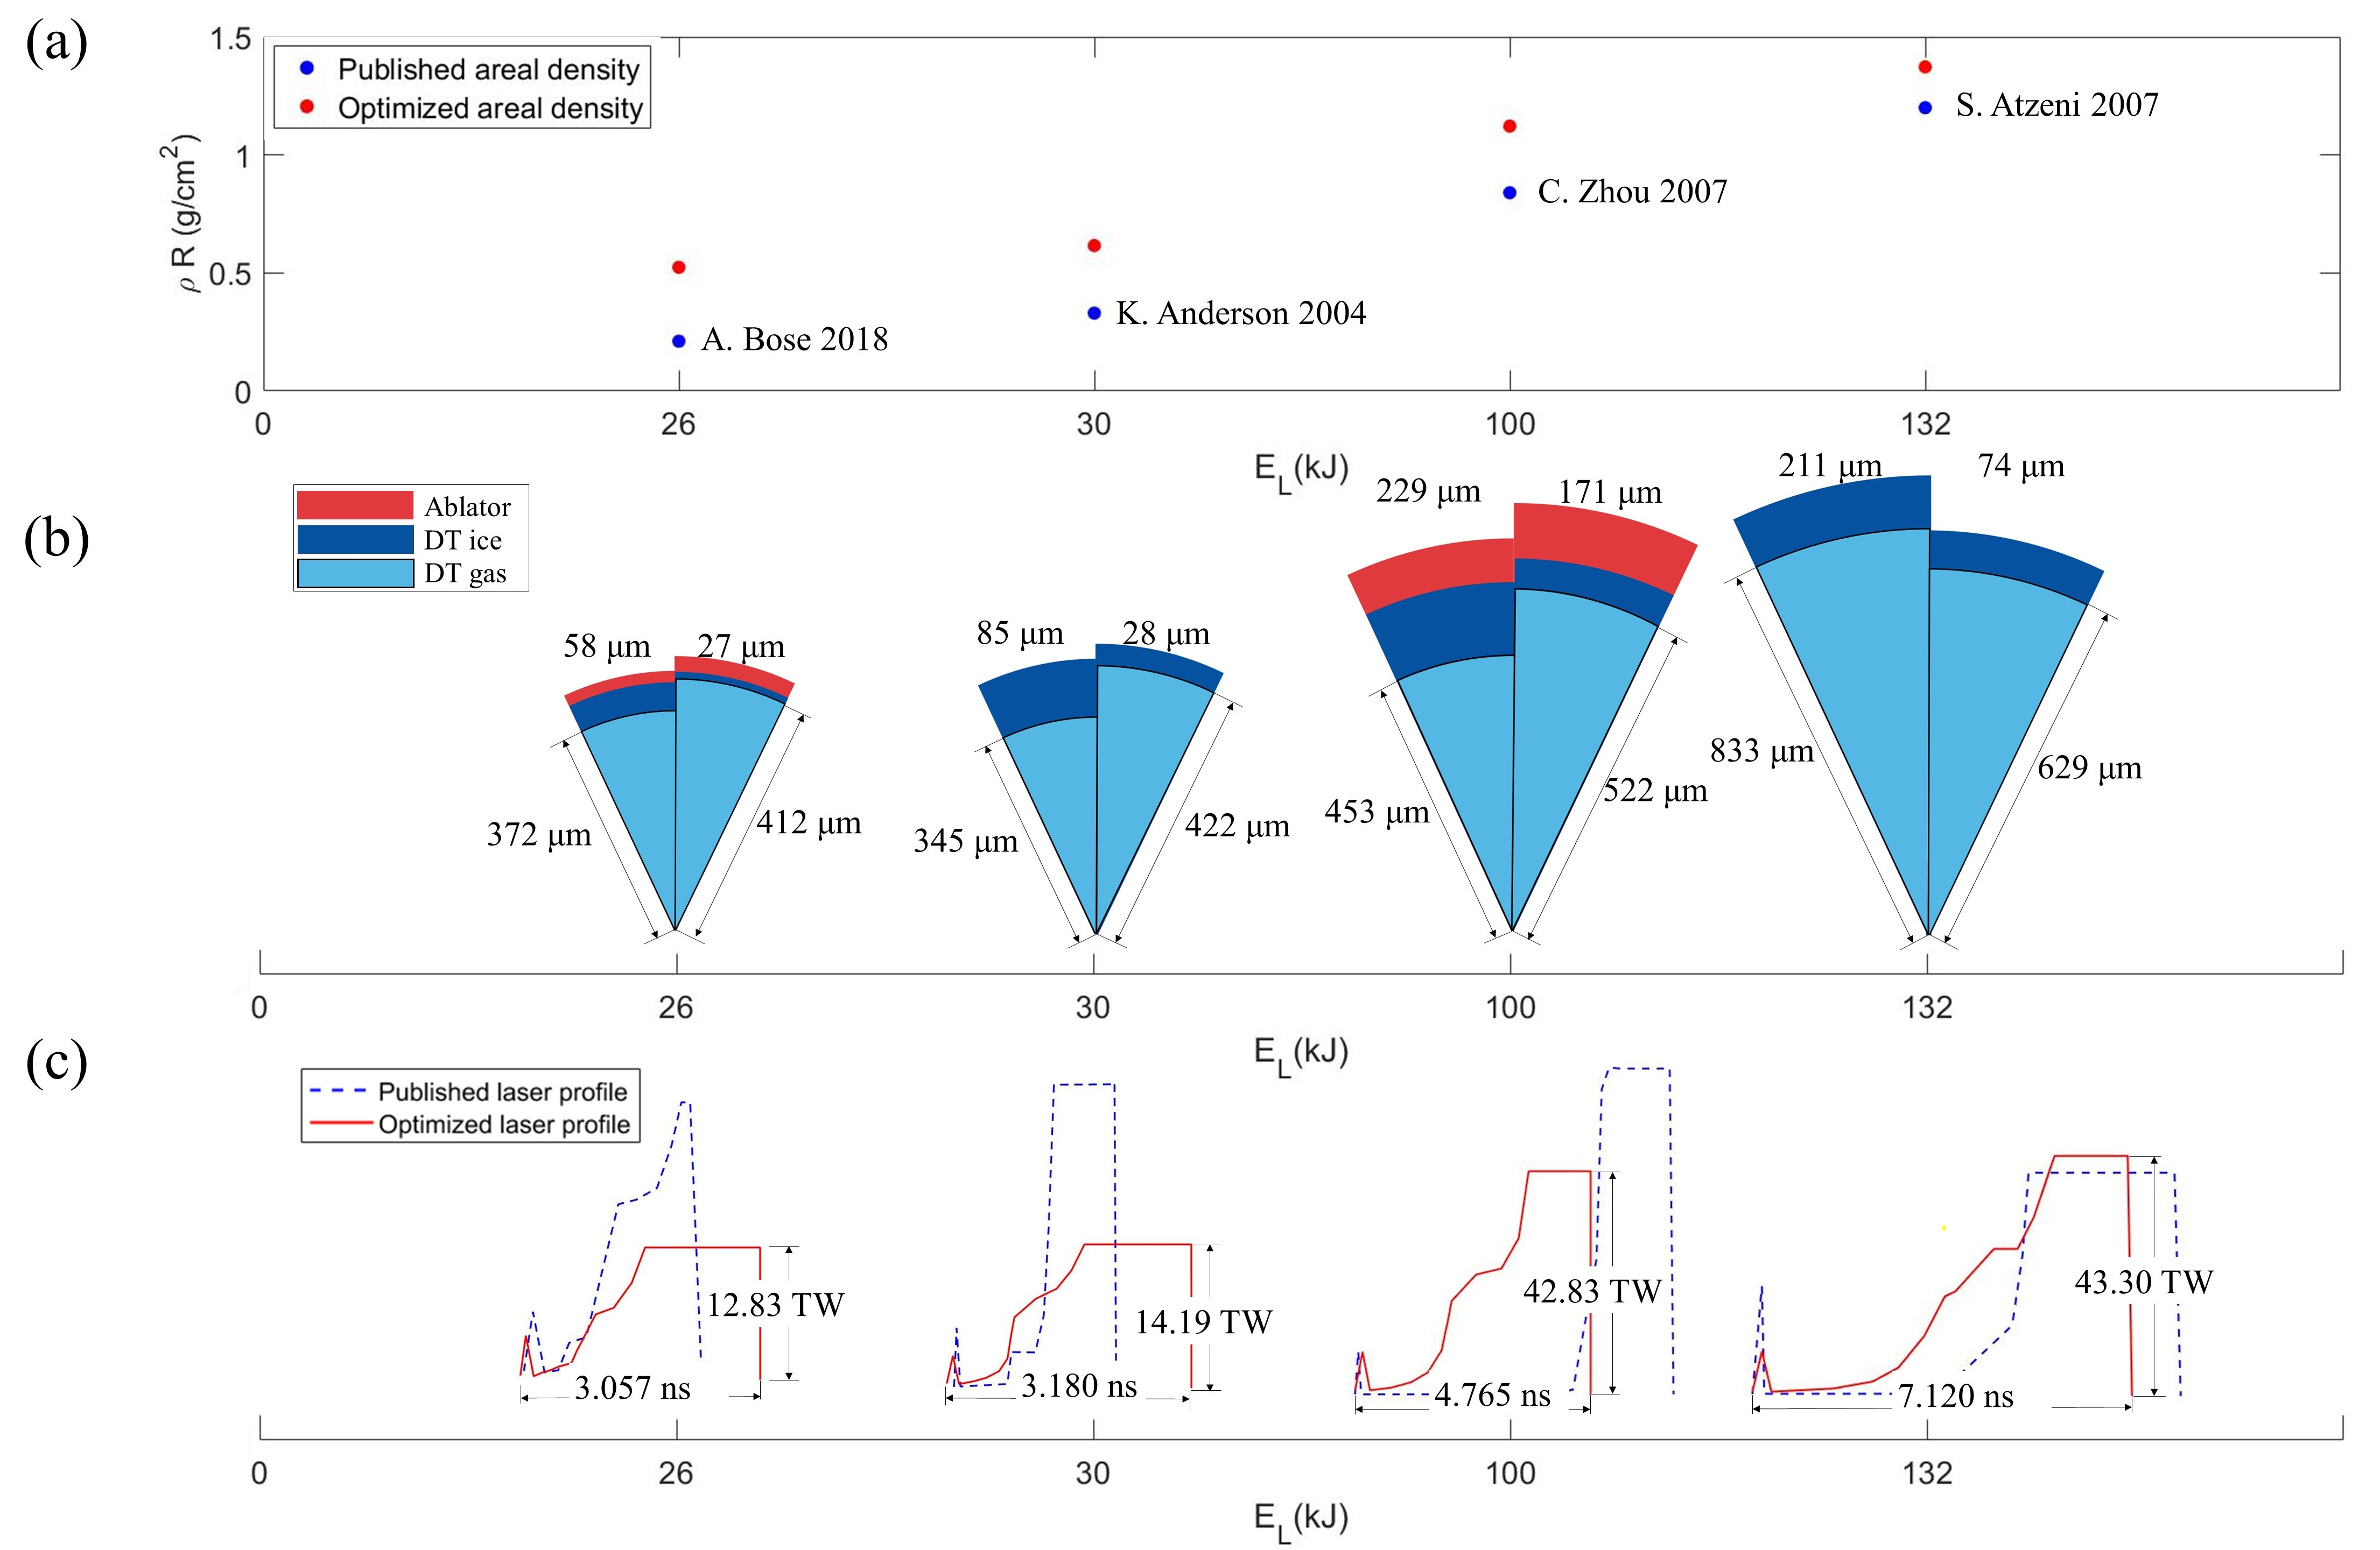 (a)
1.5
1
0.5
0
ρ R (g/cm2)
Published areal density
Optimized areal density
S. Atzeni 2007
C. Zhou 2007
K. Anderson 2004
A. Bose 2018
0 26 30 100 132
EL(kJ)
(b)
Ablator
DT ice
DT gas
58 μm 27 μm
372 μm 412 μm
85 μm 28 μm
345 μm 422 μm
229 μm 171 μm
453 μm 522 μm
211 μm 74 μm
833 μm 629 μm
0 26 30 100 132
EL(kJ)
(c)
Published laser profile
Optimized laser profile
12.83 TW
3.057 ns
14.19 TW
3.180 ns
42.83 TW
4.765 ns
43.30 TW
7.120 ns
0 26 30 100 132
EL(kJ)